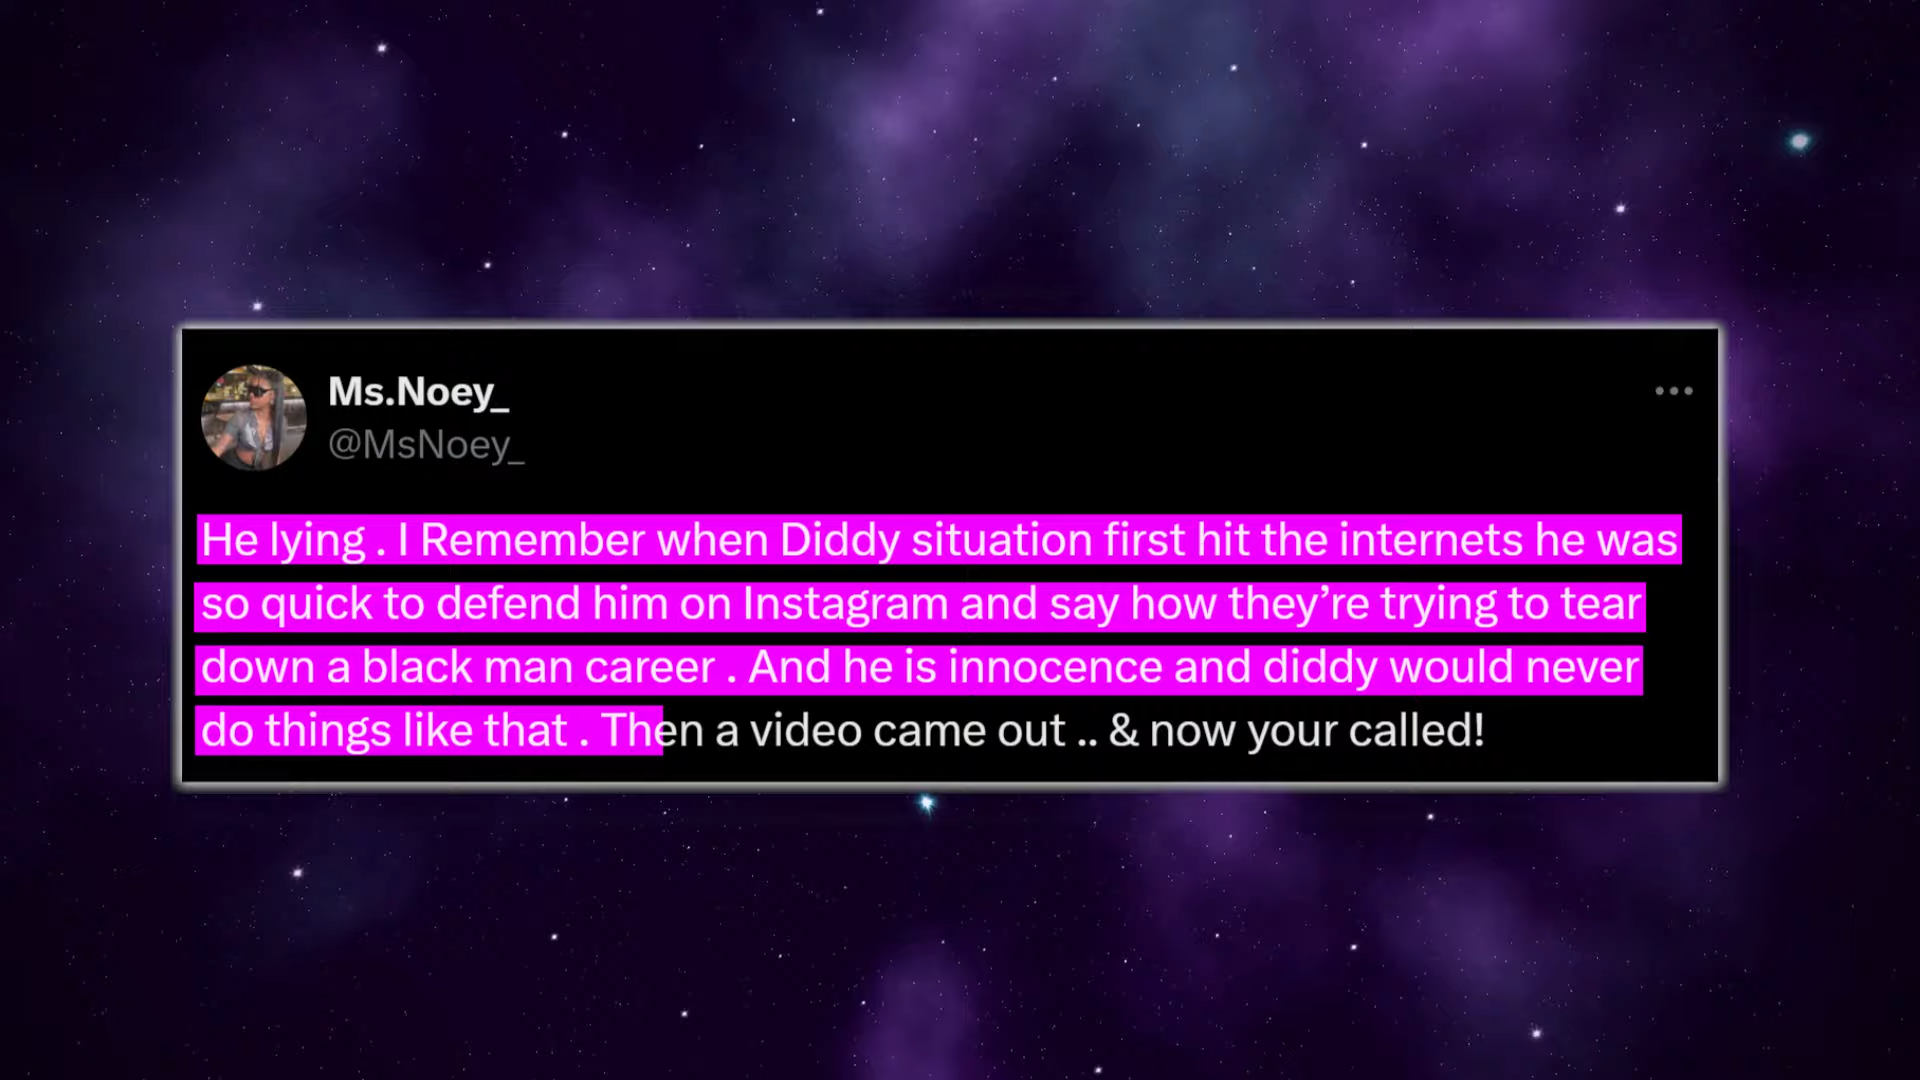 Ms.Noey_
@MsNoey_
He lying . I Remember when Diddy situation first hit the internets he was
so quick to defend him on Instagram and say how they’re trying to tear
down a black man career . And he is innocence and diddy would never
do things like that . Then a video came out .. & now your called!